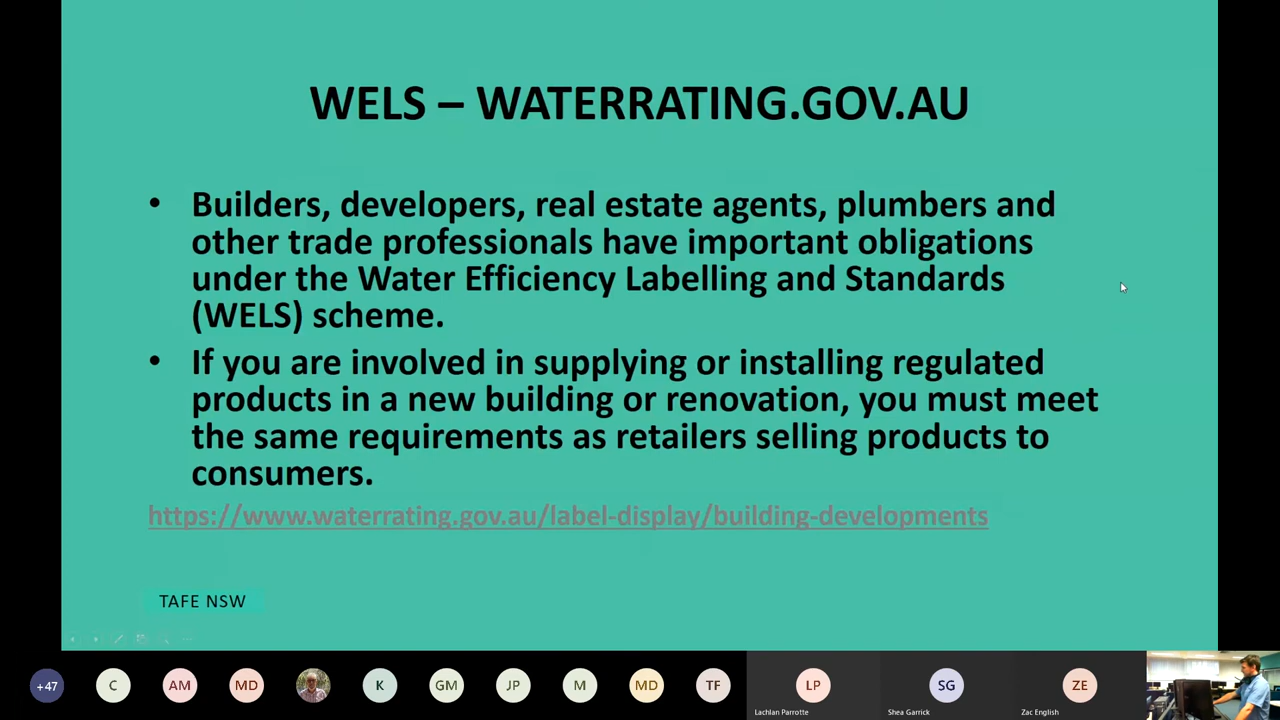 WELS – WATERRATING.GOV.AU
• Builders, developers, real estate agents, plumbers and
other trade professionals have important obligations
under the Water Efficiency Labelling and Standards
(WELS) scheme.
• If you are involved in supplying or installing regulated
products in a new building or renovation, you must meet
the same requirements as retailers selling products to
consumers.
https://www.waterrating.gov.au/label-display/building-developments
TAFE NSW
+47 C AM MD K GM JP M MD TF LP SG ZE
Lachlan Parrotte Shea Garrick Zac English